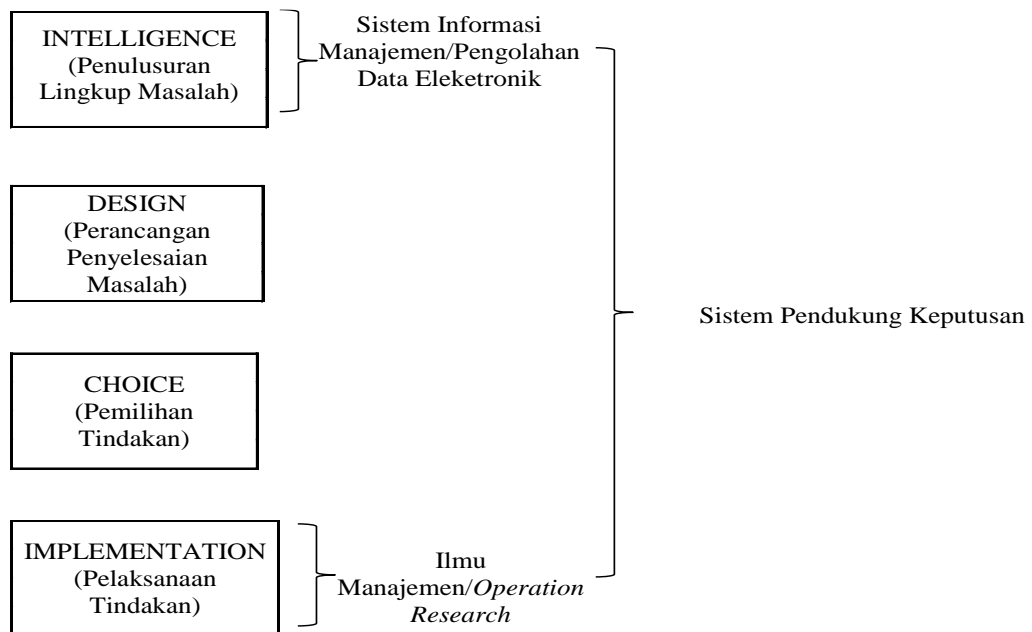 INTELLIGENCE
(Penulusuran
Lingkup Masalah)
Sistem Informasi
Manajemen/Pengolahan
Data Eleketronik
DESIGN
(Perancangan
Penyelesaian
Masalah)
Sistem Pendukung Keputusan
CHOICE
(Pemilihan
Tindakan)
IMPLEMENTATION
(Pelaksanaan
Tindakan)
Ilmu
Manajemen/Operation
Research